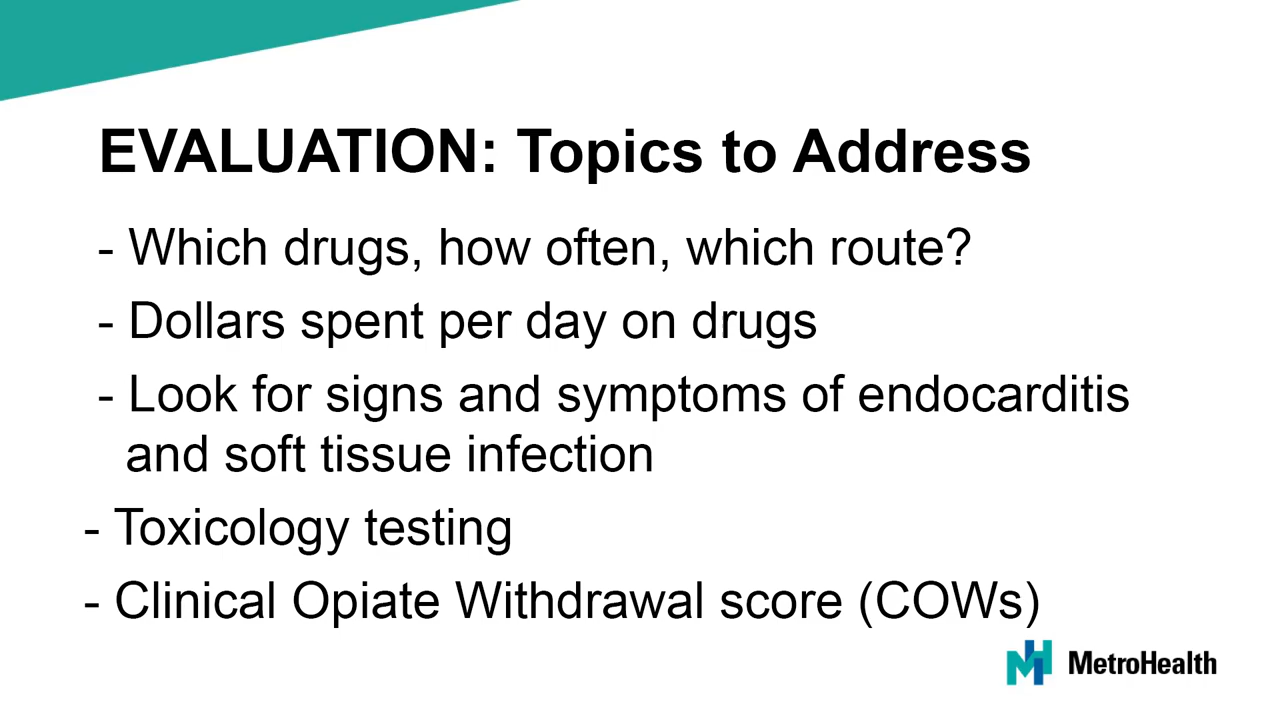 EVALUATION: Topics to Address
- Which drugs, how often, which route?
- Dollars spent per day on drugs
- Look for signs and symptoms of endocarditis
and soft tissue infection
- Toxicology testing
- Clinical Opiate Withdrawal score (COWs)
MetroHealth